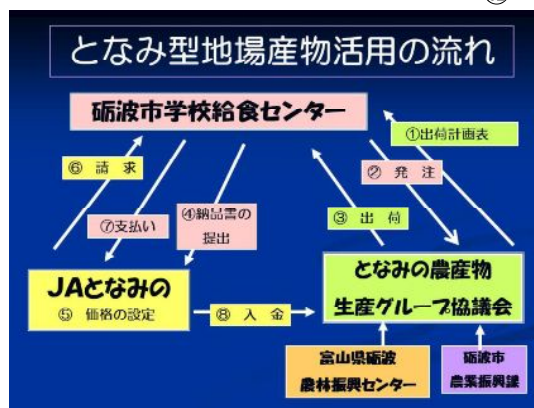 となみ型地場産物活用の流れ
砺波市学校給食センター
①出荷計画表
⑥ 請 求
② 発 注
⑦支払い
④納品書の
提出
③ 出 荷
JAとなみの
⑤ 価格の設定
⑧ 入 金
となみの農産物
生産グループ協議会
富山県砺波
農林振興センター
砺波市
農業振興課